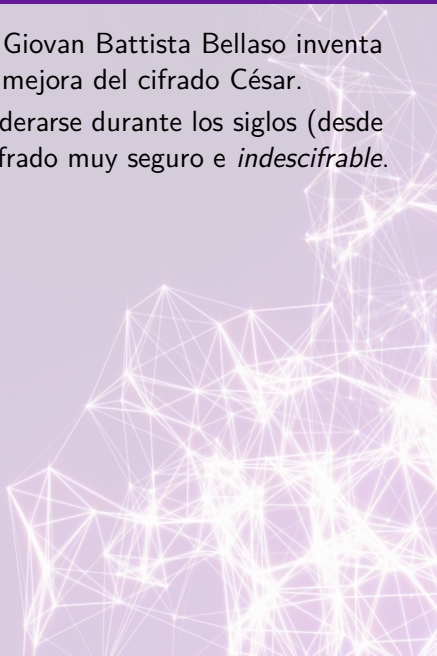 Giovan Battista Bellaso inventa
mejora del cifrado César.
derarse durante los siglos (desde
frado muy seguro e indescifrable.